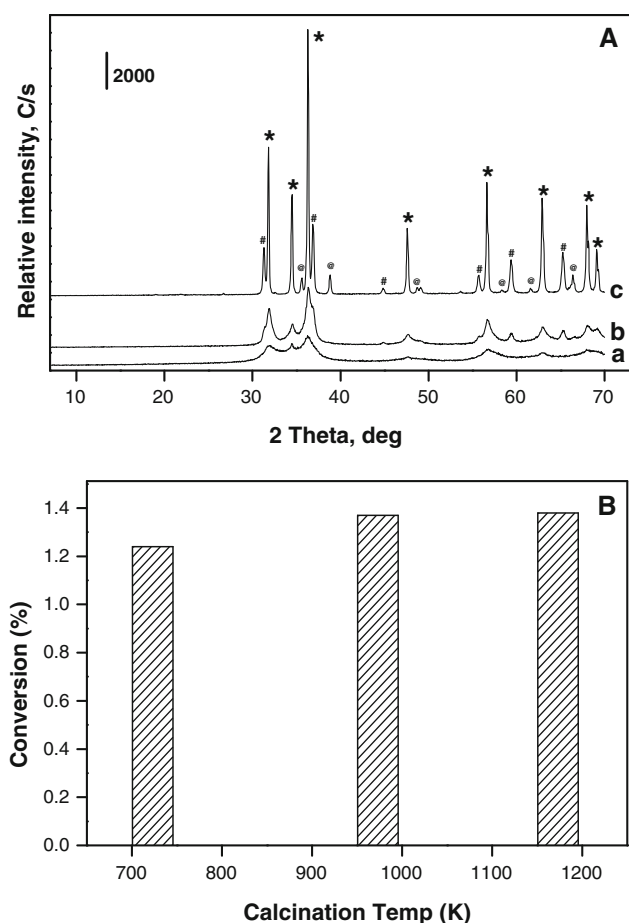 A
2000
Relative intensity, C/s
*
*
*
*
*
*
*
*
#
#
#
#
#
#
@
@
@
@
@
@
c
b
a
10 20 30 40 50 60 70
2 Theta, deg
B
1.4
1.2
1.0
0.8
0.6
0.4
0.2
0.0
Conversion (%)
700 800 900 1000 1100 1200
Calcination Temp (K)